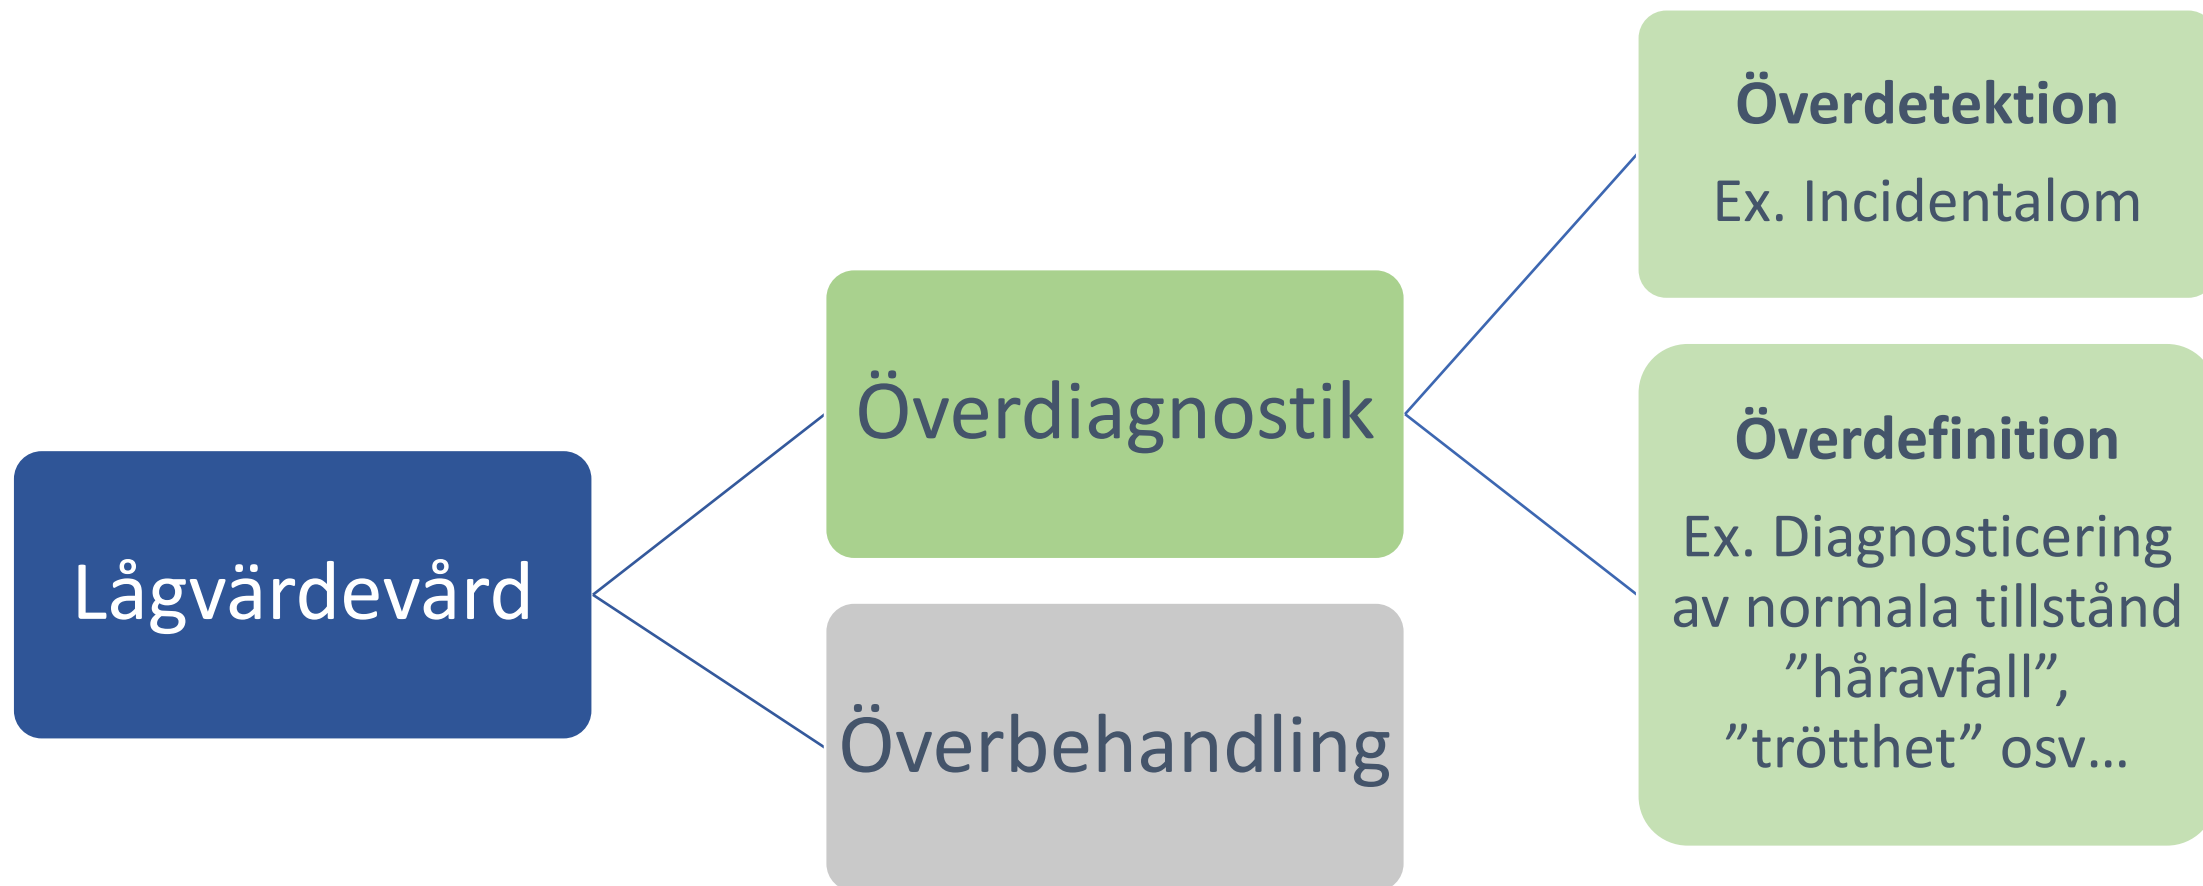 Lågvärdevård
Överdiagnostik
Överbehandling
Överdetektion
Ex. Incidentalom
Överdefinition
Ex. Diagnosticering
av normala tillstånd
”håravfall”,
”trötthet” osv...